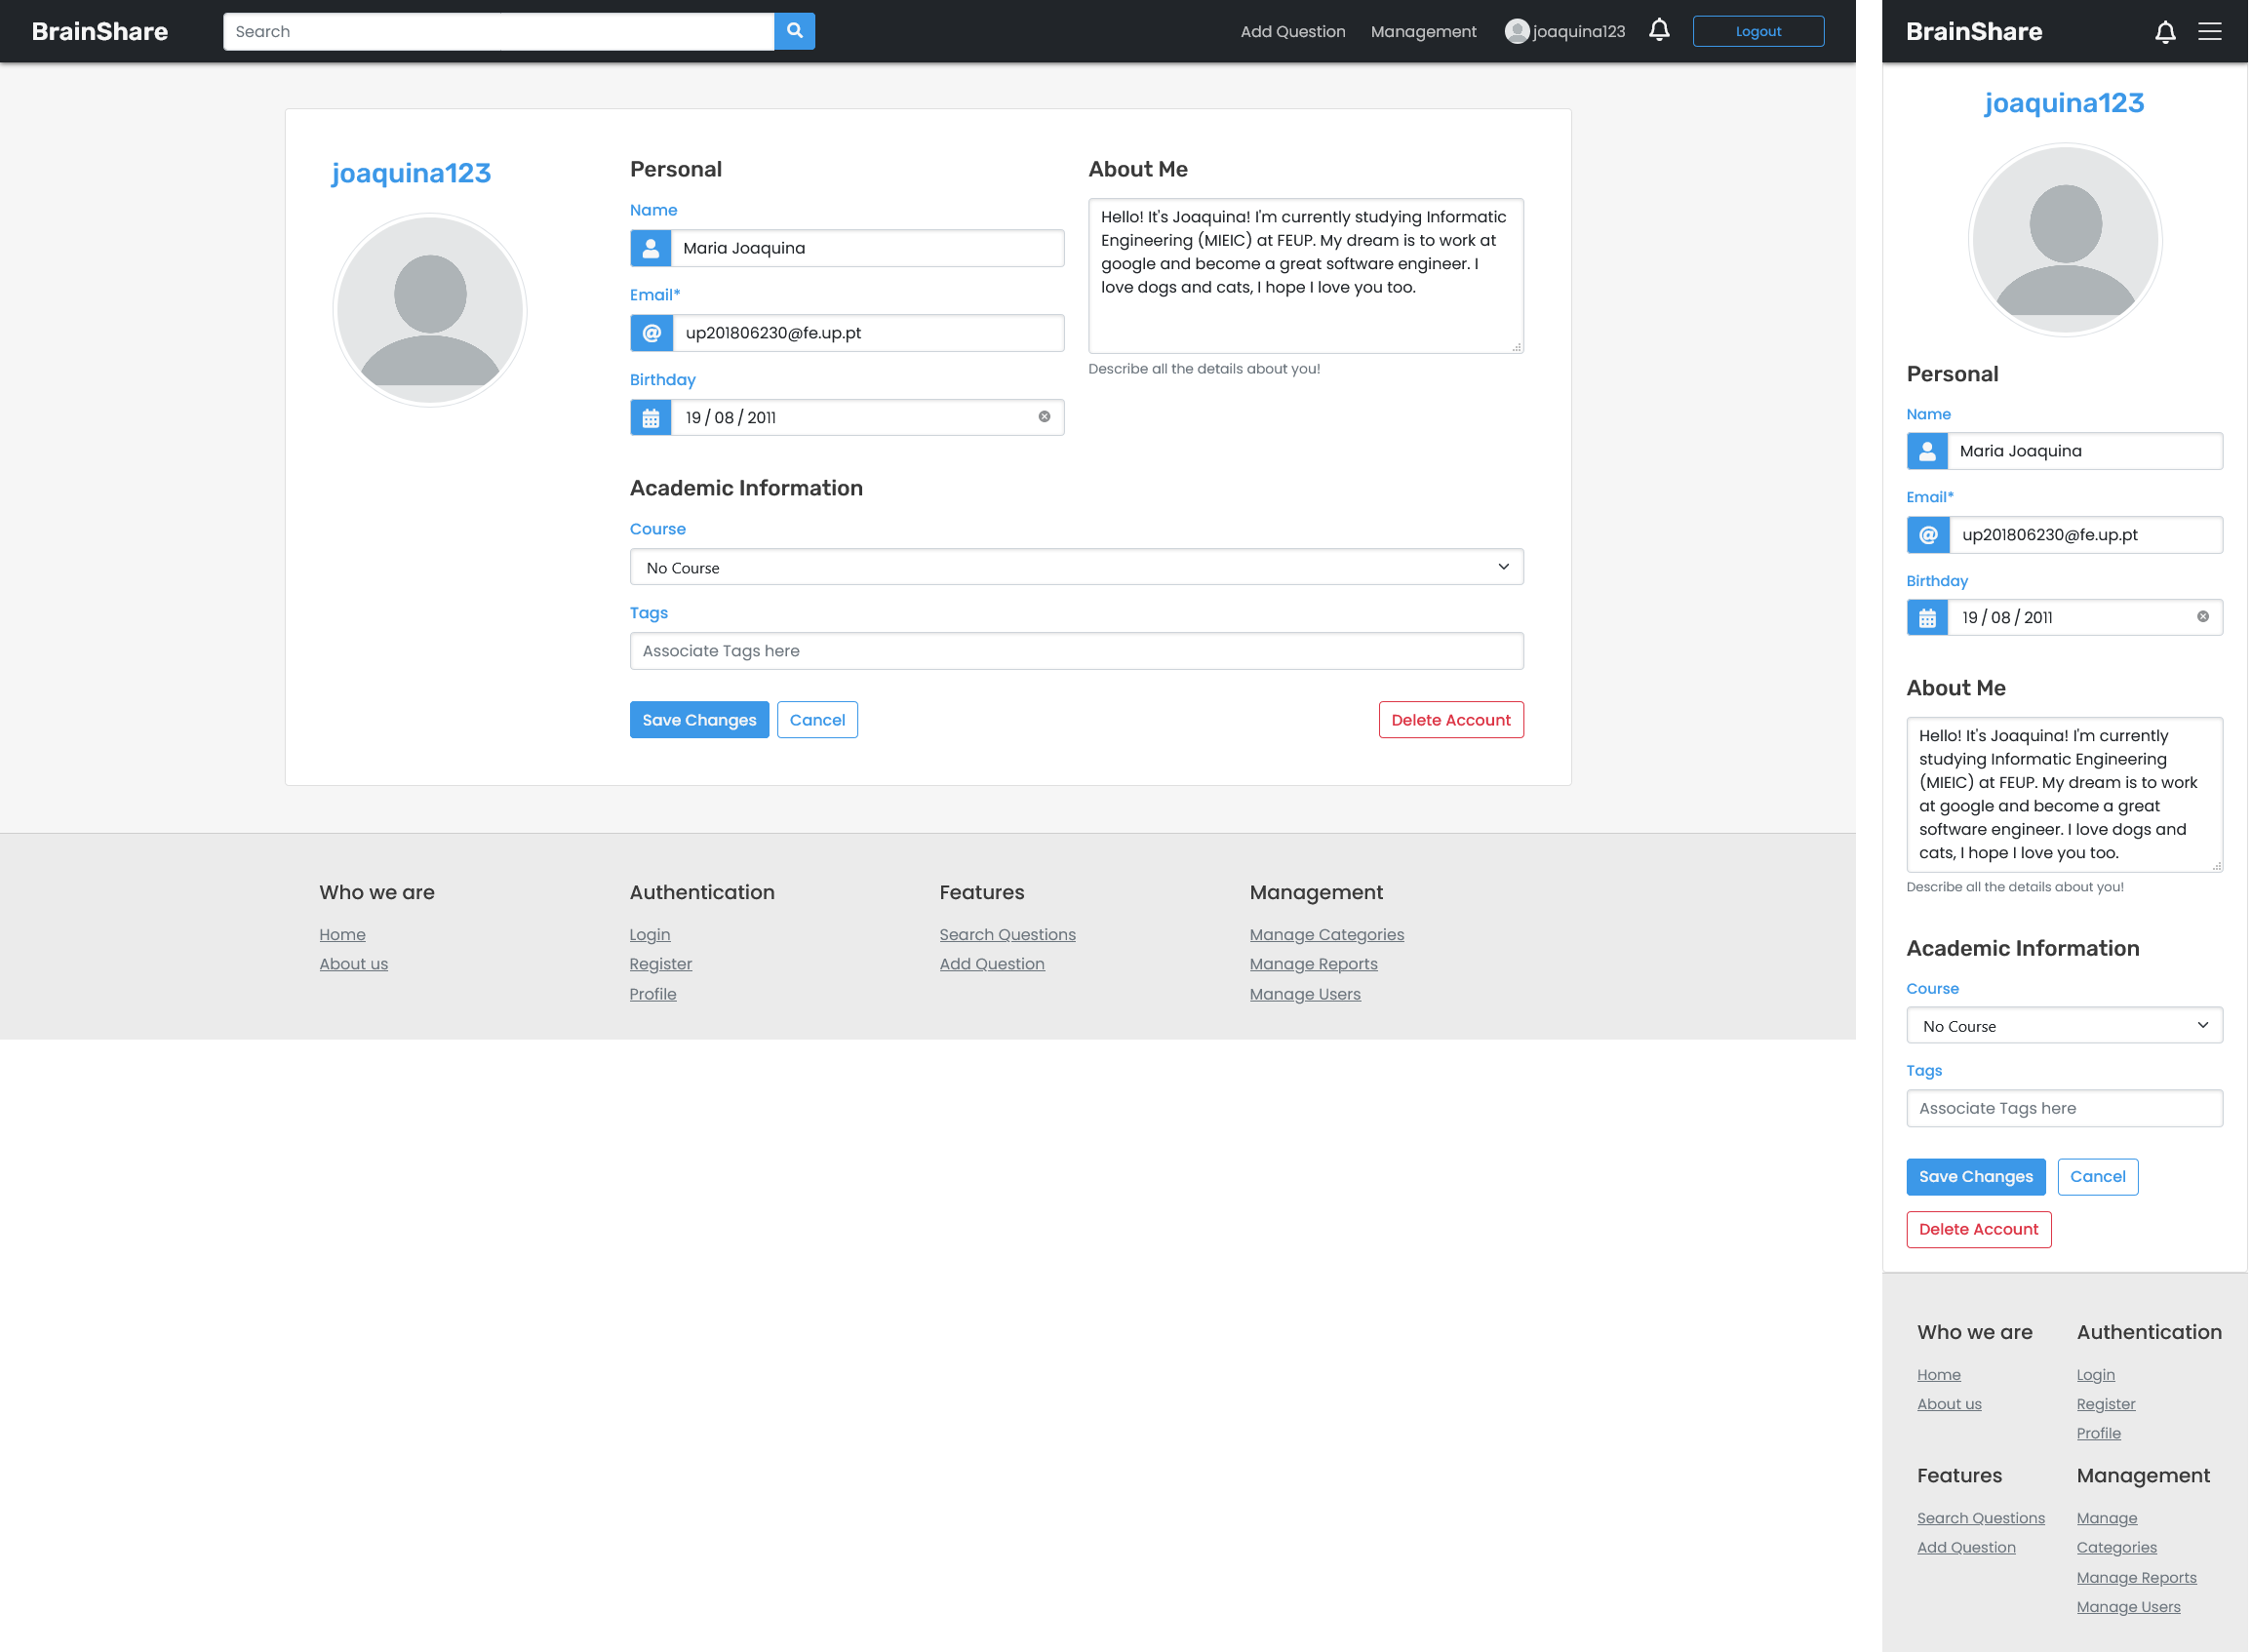 BrainShare
Search
Add Question
Management
joaquina123
Logout
joaquina123
Personal
Name
Maria Joaquina
Email*
@
up201806230@fe.up.pt
Birthday
19 / 08 / 2011
About Me
Hello! It's Joaquina! I'm currently studying Informatic
Engineering (MIEIC) at FEUP. My dream is to work at
google and become a great software engineer. I
love dogs and cats, I hope I love you too.
Describe all the details about you!
Academic Information
Course
No Course
Tags
Associate Tags here
Save Changes
Cancel
Delete Account
Who we are
Home
About us
Authentication
Login
Register
Profile
Features
Search Questions
Add Question
Management
Manage Categories
Manage Reports
Manage Users
BrainShare
joaquina123
Personal
Name
Maria Joaquina
Email*
@
up201806230@fe.up.pt
Birthday
19 / 08 / 2011
About Me
Hello! It's Joaquina! I'm currently
studying Informatic Engineering
(MIEIC) at FEUP. My dream is to work
at google and become a great
software engineer. I love dogs and
cats, I hope I love you too.
Describe all the details about you!
Academic Information
Course
No Course
Tags
Associate Tags here
Save Changes
Cancel
Delete Account
Who we are
Home
About us
Authentication
Login
Register
Profile
Features
Search Questions
Add Question
Management
Manage
Categories
Manage Reports
Manage Users